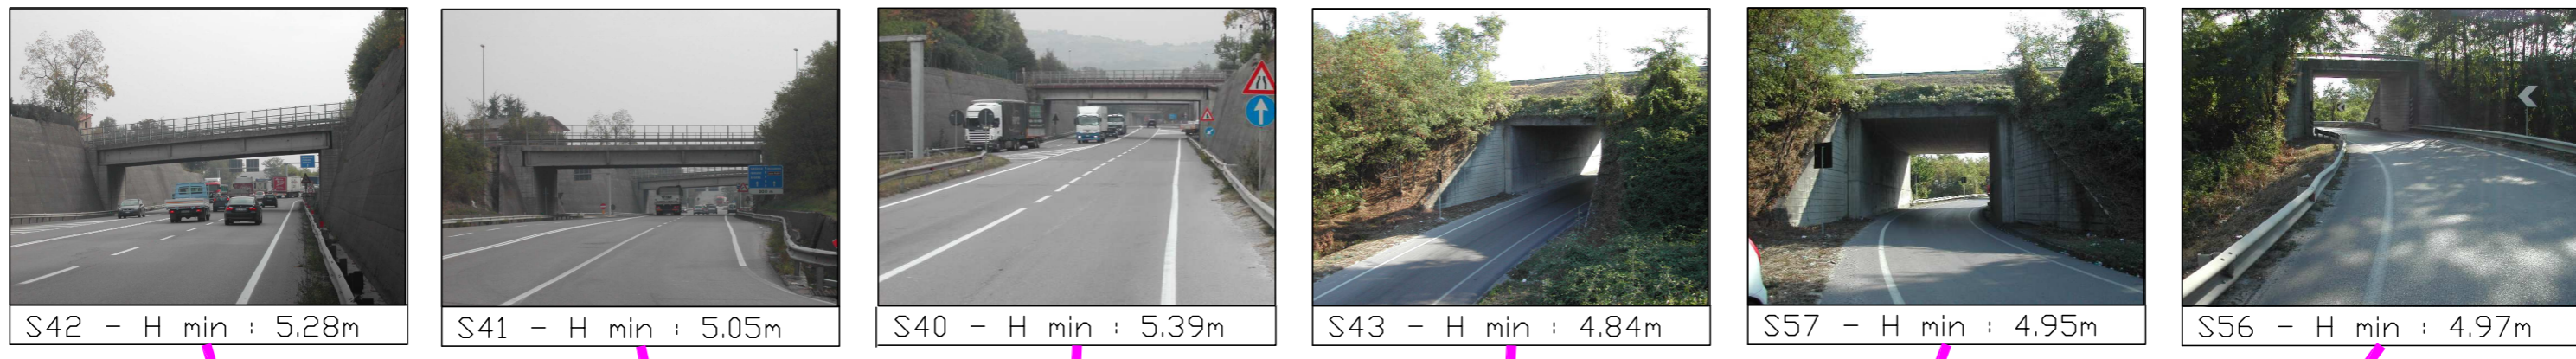 S42 - H min : 5.28m
S41 - H min : 5.05m
S40 - H min : 5.39m
S43 - H min : 4.84m
S57 - H min : 4.95m
S56 - H min : 4.97m